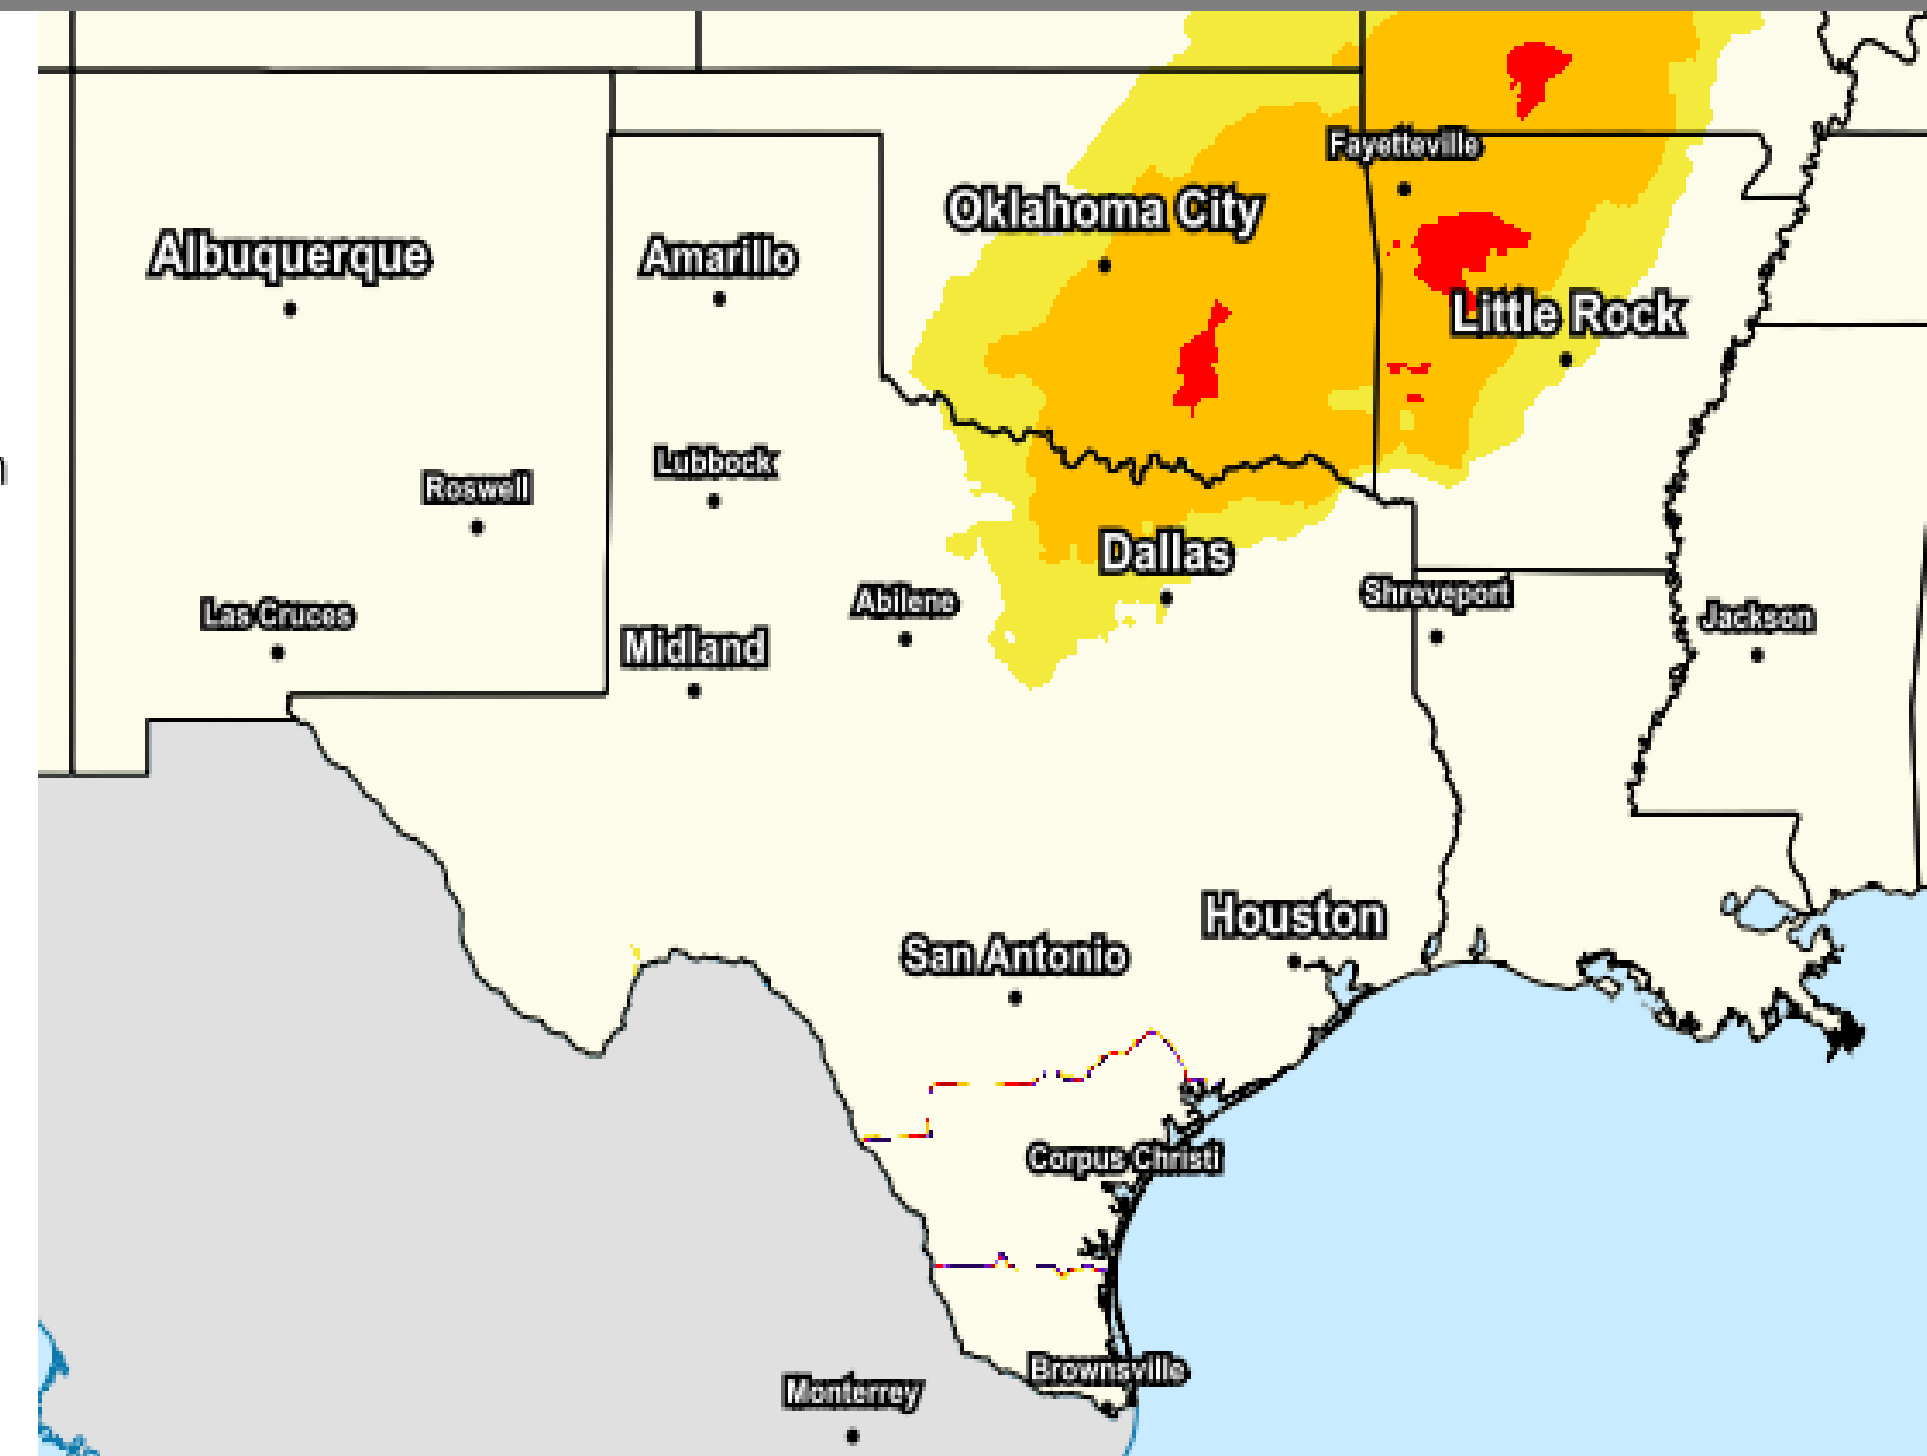 Fayetteville
Oklahoma City
Albuquerque
Amarillo
Little Rock
Lubbock
Roswell
Dallas
Abilene
Shreveport
Las Cruces
Jackson
Midland
Houston
San Antonio
Corpus Christi
Brownsville
Monterrey